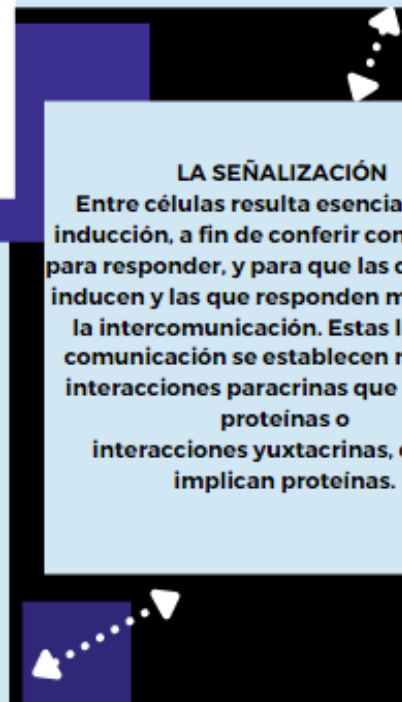 LA SEÑALIZACIÓN
Entre células resulta esencia
inducción, a fin de conferir con
para responder, y para que las
inducen y las que responden m
la intercomunicación. Estas l
comunicación se establecen
interacciones paracrinas que
proteínas o
interacciones yuxtacrinas,
implican proteínas.